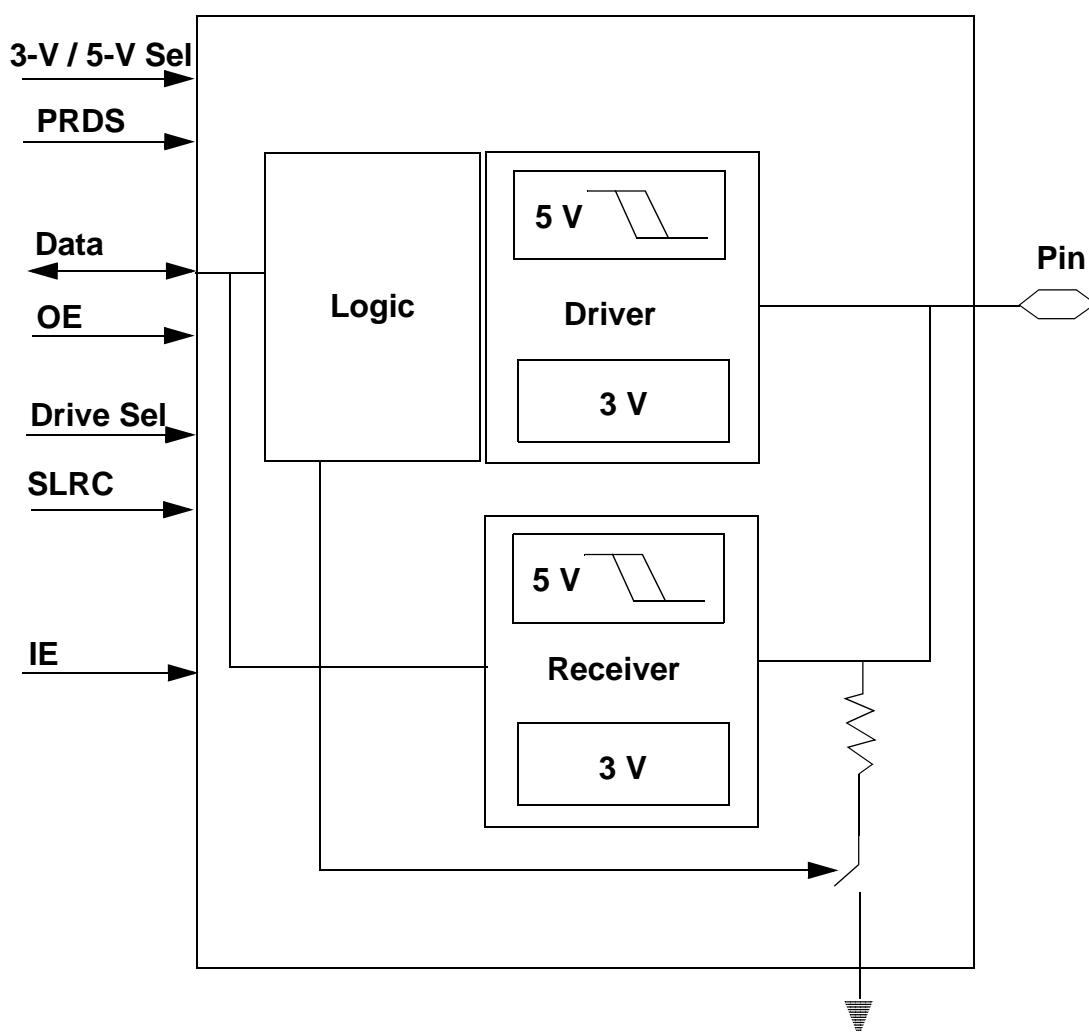 3-V / 5-V Sel
PRDS
Data
OE
Drive Sel
SLRC
IE
Logic
5 V
Driver
3 V
5 V
Receiver
3 V
Pin